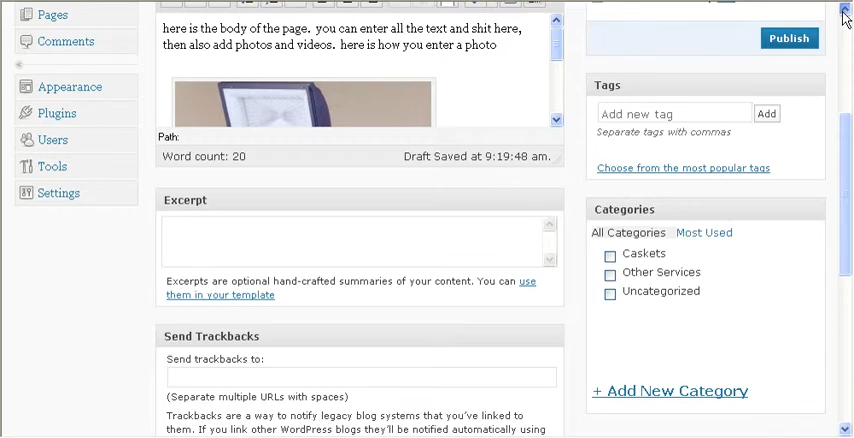 Pages
Comments
Appearance
Plugins
Users
Tools
Settings
here is the body of the page. you can enter all the text and shit here,
then also add photos and videos. here is how you enter a photo
Path:
Word count: 20
Draft Saved at 9:19:48 am.
Excerpt
Excerpts are optional hand-crafted summaries of your content. You can use
them in your template
Send Trackbacks
Send trackbacks to:
(Separate multiple URLs with spaces)
Trackbacks are a way to notify legacy blog systems that you've linked to
them. If you link other WordPress blogs they'll be notified automatically using
Publish
Tags
Add new tag
Add
Separate tags with commas
Choose from the most popular tags
Categories
All Categories
Most Used
Caskets
Other Services
Uncategorized
+ Add New Category